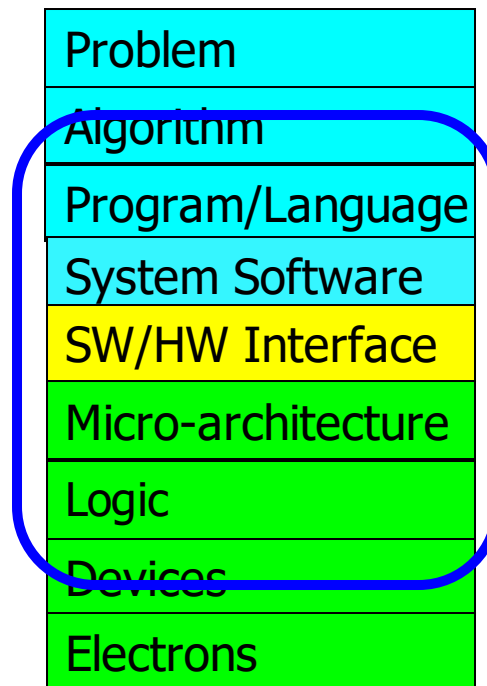 Problem
Algorithm
Program/Language
System Software
SW/HW Interface
Micro-architecture
Logic
Devices
Electrons